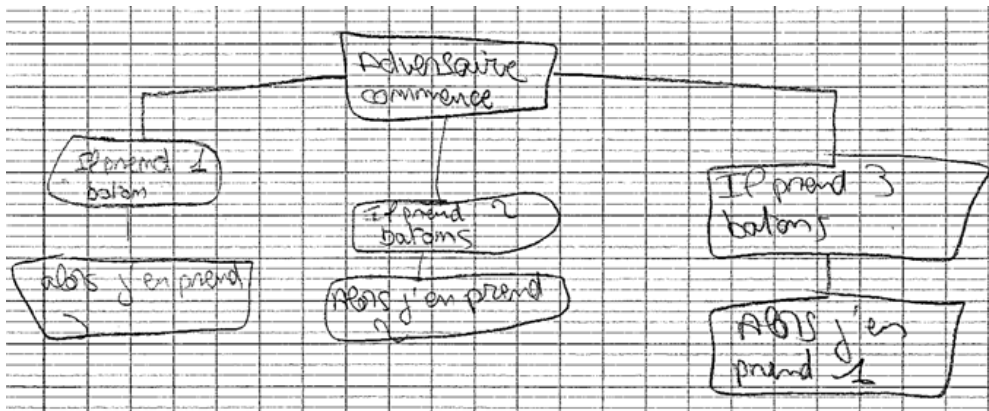 Adversaire
commence
Il prend 1
baton
Il prend 2
batons
Il prend 3
batons
alors j'en prend
3
Alors j'en prend
2
Alors j'en
prend 1